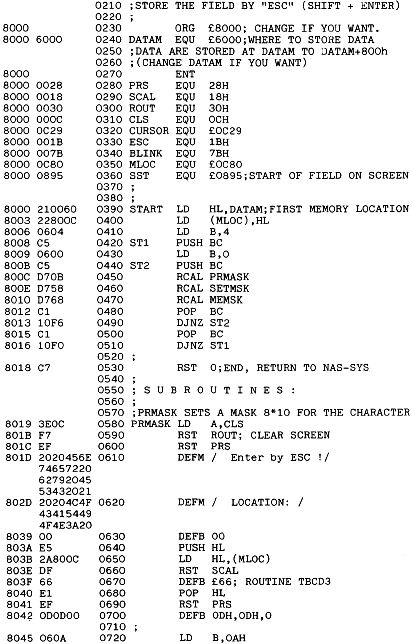 0210 ;STORE THE FIELD BY "ESC" (SHIFT + ENTER)
0220 ;
8000 0230 ORG £8000; CHANGE IF YOU WANT.
8000 6000 0240 DATAM EQU £6000;WHERE TO STORE DATA
0250 ;DATA ARE STORED AT DATAM TO DATAM+800h
0260 ;(CHANGE DATAM IF YOU WANT)
8000 0270 ENT
8000 0028 0280 PRS EQU 28H
8000 0018 0290 SCAL EQU 18H
8000 0030 0300 ROUT EQU 30H
8000 000C 0310 CLS EQU 0CH
8000 0C29 0320 CURSOR EQU £0C29
8000 001B 0330 ESC EQU 1BH
8000 007B 0340 BLINK EQU 7BH
8000 0C80 0350 MLOC EQU £0C80
8000 0895 0360 SST EQU £0895;START OF FIELD ON SCREEN
0370 ;
0380 ;
8000 210060 0390 START LD HL,DATAM;FIRST MEMORY LOCATION
8003 22800C 0400 LD (MLOC),HL
8006 0604 0410 LD B,4
8008 C5 0420 ST1 PUSH BC
8009 0600 0430 LD B,0
800B C5 0440 ST2 PUSH BC
800C D70B 0450 RCAL PRMASK
800E D758 0460 RCAL SETMSK
8010 D768 0470 RCAL MEMSK
8012 C1 0480 POP BC
8013 10F6 0490 DJNZ ST2
8015 C1 0500 POP BC
8016 10F0 0510 DJNZ ST1
0520 ;
8018 C7 0530 RST 0;END, RETURN TO NAS-SYS
0540 ;
0550 ; S U B R O U T I N E S :
0560 ;
0570 ;PRMASK SETS A MASK 8*10 FOR THE CHARACTER
8019 3E0C 0580 PRMASK LD A,CLS
801B F7 0590 RST ROUT; CLEAR SCREEN
801C EF 0600 RST PRS
801D 2020456E 0610 DEFM / Enter by ESC !/
74657220
62792045
53432021
802D 20204C4F 0620 DEFM / LOCATION: /
43415449
4F4E3A20
8039 00 0630 DEFB 00
803A E5 0640 PUSH HL
803B 2A800C 0650 LD HL,(MLOC)
803E DF 0660 RST SCAL
803F 66 0670 DEFB £66; ROUTINE TBCD3
8040 E1 0680 POP HL
8041 EF 0690 RST PRS
8042 0D0D00 0700 DEFB 0DH,0DH,0
0710 ;
8045 060A 0720 LD B,0AH